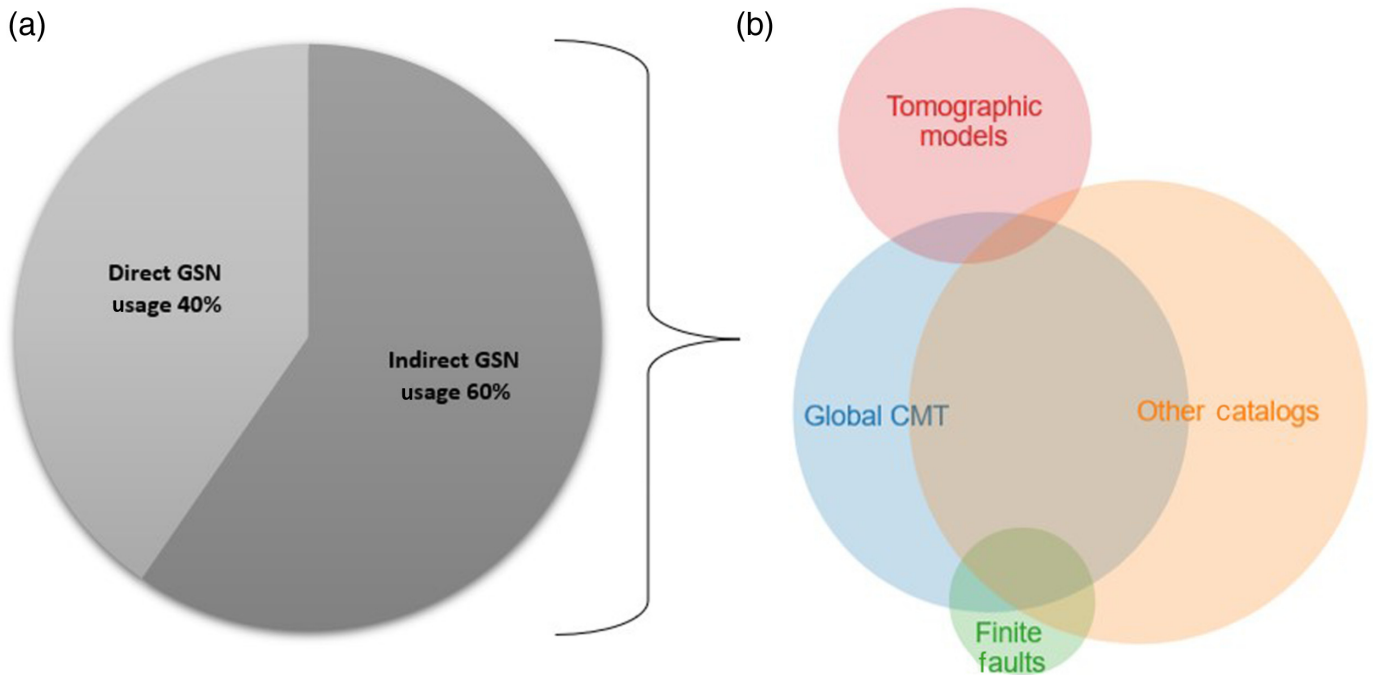 (a)
Direct GSN
usage 40%
Indirect GSN
usage 60%
(b)
Tomographic
models
Global CMT
Other catalogs
Finite
faults